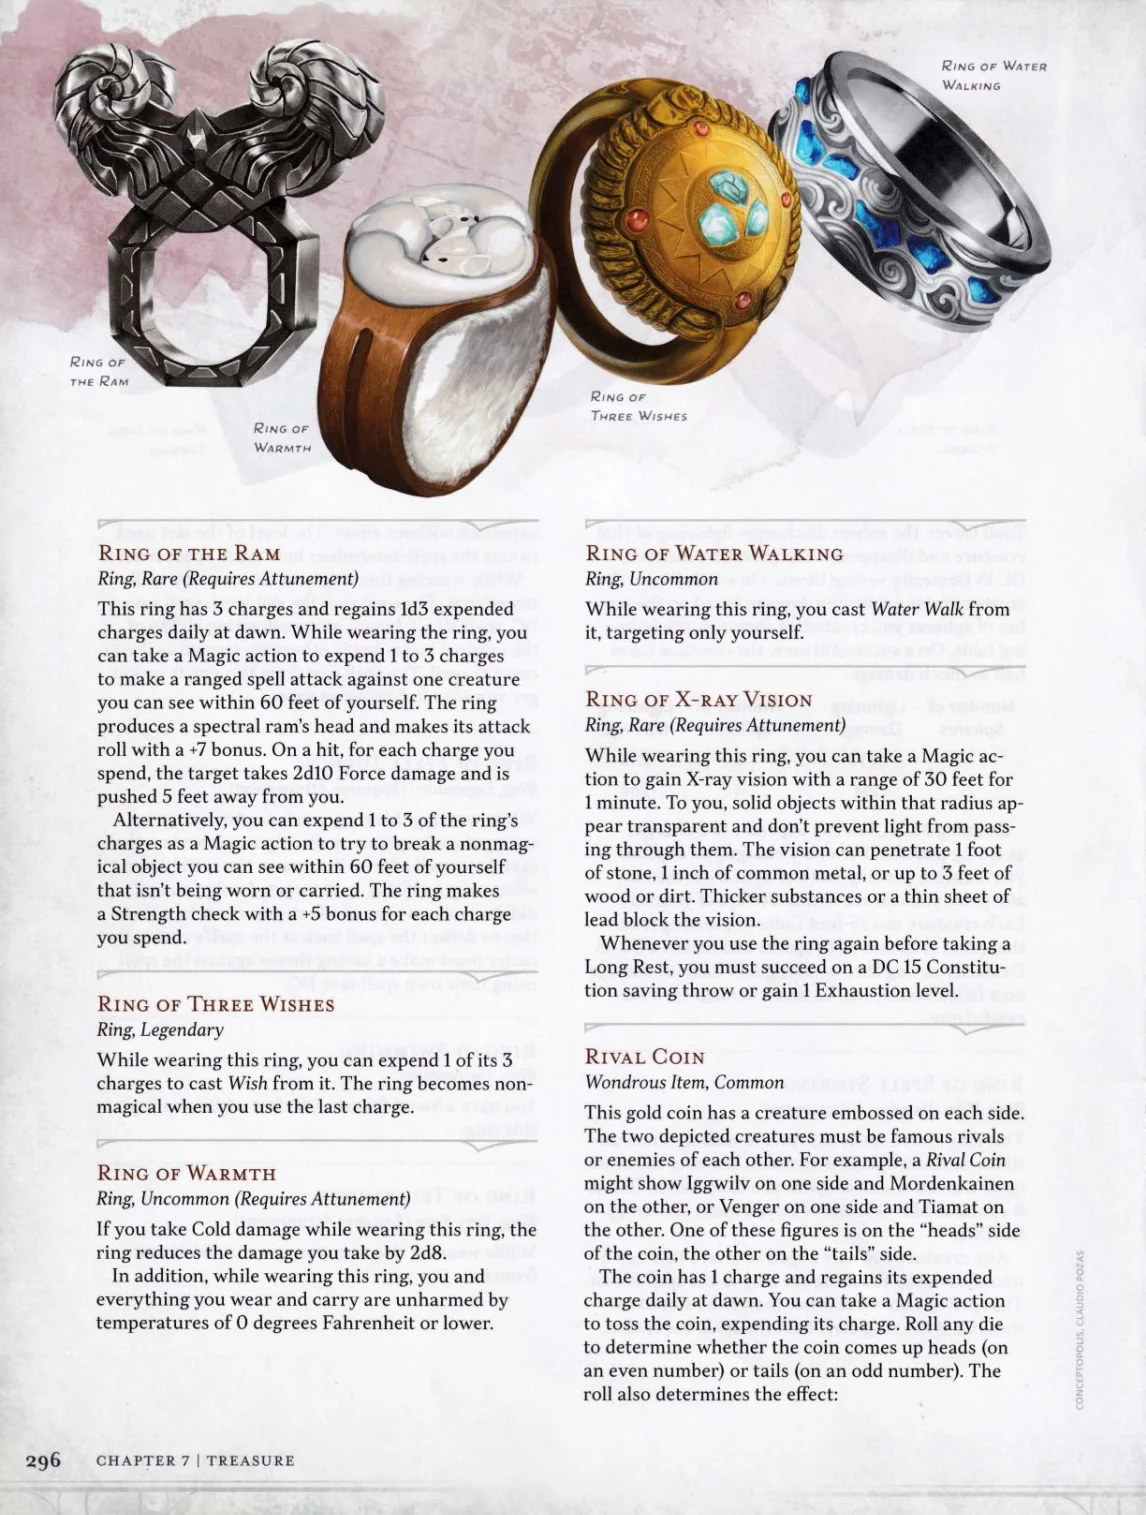 Ring of Water
Walking
Ring of
the Ram
Ring of
Three Wishes
Ring of
Warmth
Ring of the Ram
Ring, Rare (Requires Attunement)
This ring has 3 charges and regains 1d3 expended
charges daily at dawn. While wearing the ring, you
can take a Magic action to expend 1 to 3 charges
to make a ranged spell attack against one creature
you can see within 60 feet of yourself. The ring
produces a spectral ram's head and makes its attack
roll with a +7 bonus. On a hit, for each charge you
spend, the target takes 2d10 Force damage and is
pushed 5 feet away from you.
Alternatively, you can expend 1 to 3 of the ring's
charges as a Magic action to try to break a nonmag-
ical object you can see within 60 feet of yourself
that isn't being worn or carried. The ring makes
a Strength check with a +5 bonus for each charge
you spend.
Ring of Three Wishes
Ring, Legendary
While wearing this ring, you can expend 1 of its 3
charges to cast Wish from it. The ring becomes non-
magical when you use the last charge.
Ring of Warmth
Ring, Uncommon (Requires Attunement)
If you take Cold damage while wearing this ring, the
ring reduces the damage you take by 2d8.
In addition, while wearing this ring, you and
everything you wear and carry are unharmed by
temperatures of 0 degrees Fahrenheit or lower.
Ring of Water Walking
Ring, Uncommon
While wearing this ring, you cast Water Walk from
it, targeting only yourself.
Ring of X-ray Vision
Ring, Rare (Requires Attunement)
While wearing this ring, you can take a Magic ac-
tion to gain X-ray vision with a range of 30 feet for
1 minute. To you, solid objects within that radius ap-
pear transparent and don't prevent light from pass-
ing through them. The vision can penetrate 1 foot
of stone, 1 inch of common metal, or up to 3 feet of
wood or dirt. Thicker substances or a thin sheet of
lead block the vision.
Whenever you use the ring again before taking a
Long Rest, you must succeed on a DC 15 Constitu-
tion saving throw or gain 1 Exhaustion level.
Rival Coin
Wondrous Item, Common
This gold coin has a creature embossed on each side.
The two depicted creatures must be famous rivals
or enemies of each other. For example, a Rival Coin
might show Iggwilv on one side and Mordenkainen
on the other, or Venger on one side and Tiamat on
the other. One of these figures is on the “heads” side
of the coin, the other on the “tails” side.
The coin has 1 charge and regains its expended
charge daily at dawn. You can take a Magic action
to toss the coin, expending its charge. Roll any die
to determine whether the coin comes up heads (on
an even number) or tails (on an odd number). The
roll also determines the effect:
CONCEPTOPOLIS, CLAUDIO POZAS
296 CHAPTER 7 | TREASURE